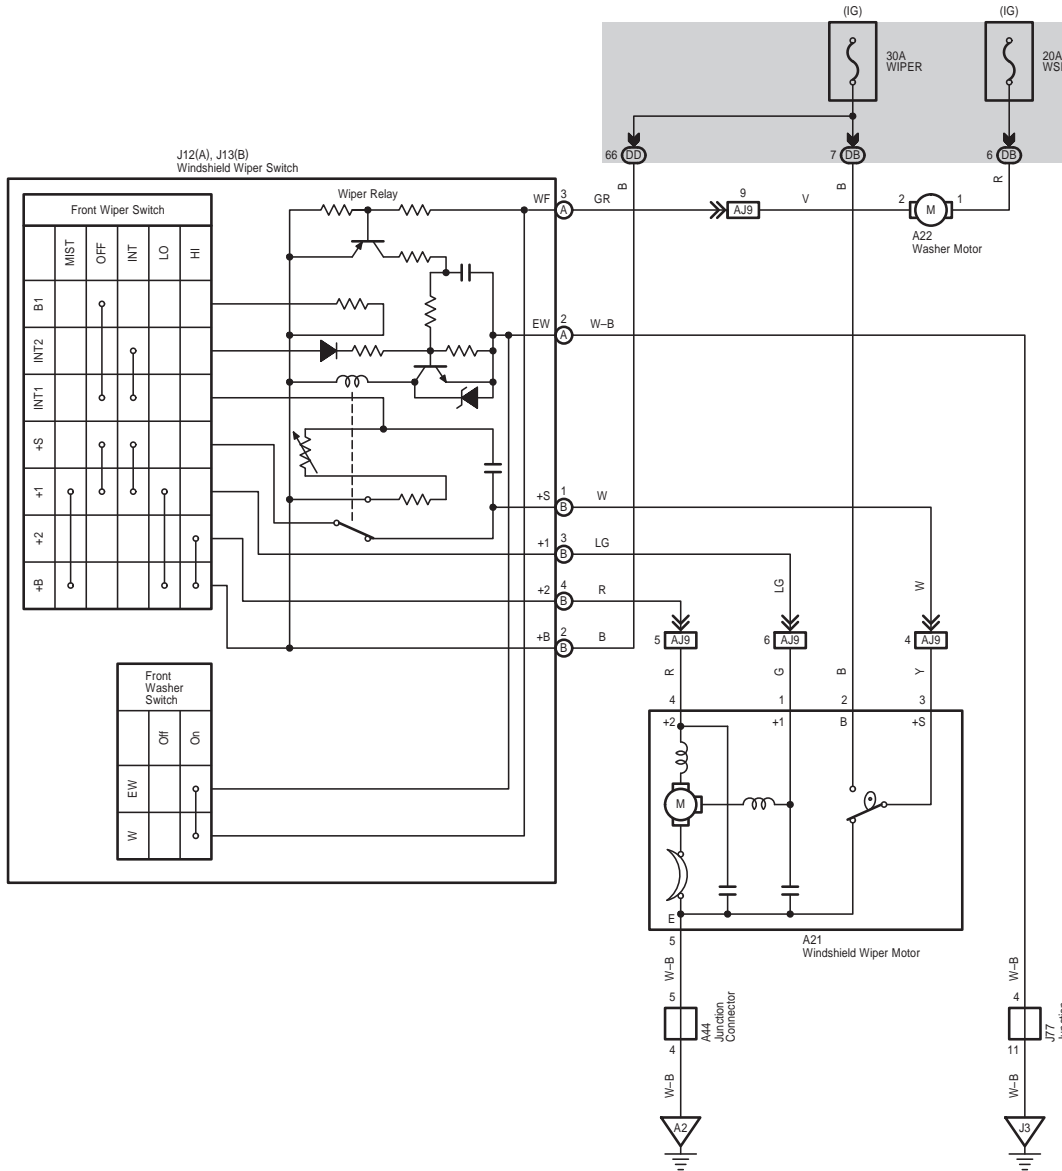 (IG)
(IG)
30A
WIPER
20A
66 DD
7 DB
6 DB
B
B
R
J12(A), J13(B)
Windshield Wiper Switch
Front Wiper Switch
MIST
OFF
INT
LO
HI
B1
INT2
INT1
+S
+1
+2
+B
Wiper Relay
WF
3
A
GR
9
AJ9
V
2
M
1
A22
Washer Motor
EW
2
A
W–B
+S
1
B
W
+1
3
B
LG
+2
4
B
R
+B
2
B
B
LG
W
5 AJ9
6 AJ9
4 AJ9
R
G
B
Y
4
1
2
3
+2
+1
B
+S
M
E
A21
Windshield Wiper Motor
Front
Washer
Switch
Off
On
EW
W
5
W–B
5
A44
Junction
Connector
4
W–B
A2
W–B
4
J77
11
W–B
J3